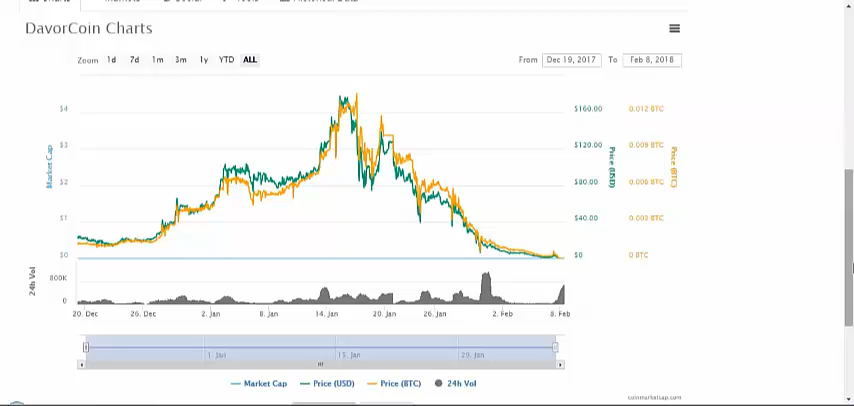 DavorCoin Charts
Zoom 1d 7d 1m 3m 1y YTD ALL
From Dec 19, 2017 To Feb 8, 2018
$4 $160.00 0.012 BTC
$3 $120.00 0.009 BTC
$2 $80.00 0.006 BTC
$1 $40.00 0.003 BTC
$0 $0 0 BTC
Market Cap
Price (USD)
Price (BTC)
24h Vol
800K
0
20. Dec 26. Dec 2. Jan 8. Jan 14. Jan 20. Jan 26. Jan 2. Feb 8. Feb
1. Jan 15. Jan 29. Jan
Market Cap Price (USD) Price (BTC) 24h Vol
coinmarketcap.com